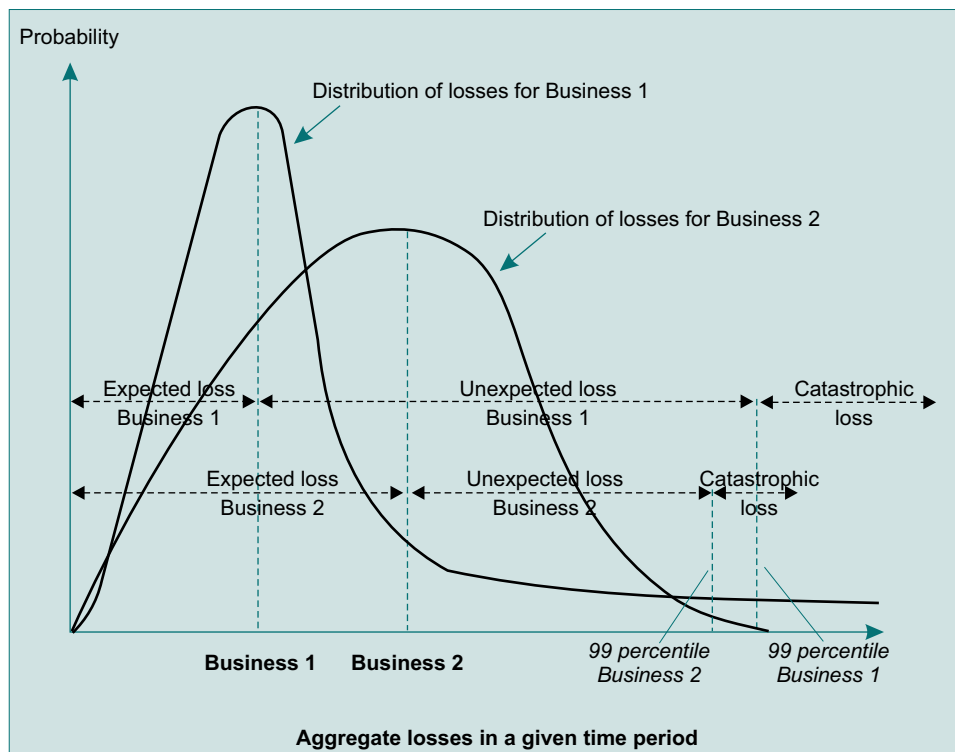 Probability
Distribution of losses for Business 1
Distribution of losses for Business 2
Expected loss
Business 1
Unexpected loss
Business 1
Catastrophic
loss
Expected loss
Business 2
Unexpected loss
Business 2
Catastrophic
loss
Business 1
Business 2
99 percentile
Business 2
99 percentile
Business 1
Aggregate losses in a given time period